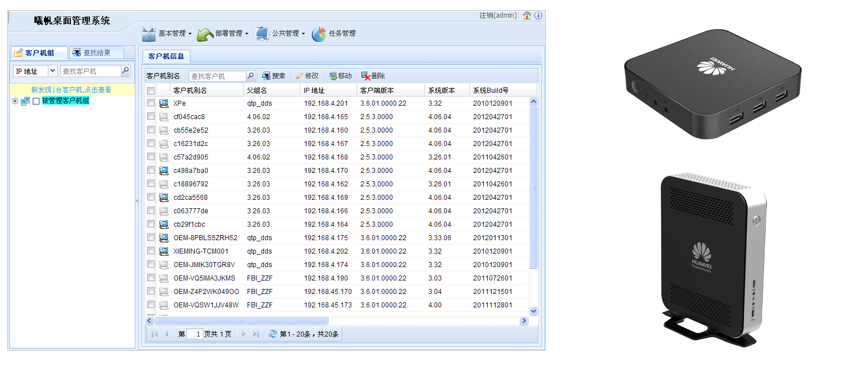 曦帆桌面管理系统
注销(admin)
基本管理 部署管理 公共管理 任务管理
客户机组 查找结果
IP 地址 查找客户机
新发现1台客户机,点击查看
被管理客户机组
客户机信息
客户机别名 查找客户机 搜索 修改 移动 删除
客户机别名 父组名 IP 地址 客户端版本 系统版本 系统Build号
XPe qtp_dds 192.168.4.201 3.6.01.0000.22 3.32 2010120901
cf045cac8 4.06.02 192.168.4.165 2.5.3.0000 4.06.04 2012042701
cb55e2e52 3.26.03 192.168.4.160 2.5.3.0000 4.06.04 2012042701
c16231d2c 3.26.03 192.168.4.167 2.5.3.0000 4.06.04 2012042701
c57a2d905 4.06.02 192.168.4.168 2.5.3.0000 3.26.01 2011042601
c498a7ba0 3.26.03 192.168.4.170 2.5.3.0000 4.06.04 2012042701
c18896792 3.26.03 192.168.4.162 2.5.3.0000 3.26.01 2011042601
cd2ca5568 3.26.03 192.168.4.169 2.5.3.0000 4.06.04 2012042701
c063777de 3.26.03 192.168.4.166 2.5.3.0000 4.06.04 2012042701
cb29f1cbc 3.26.03 192.168.4.164 2.5.3.0000 4.06.04 2012042701
OEM-8PBLS5ZRH52 qtp_dds 192.168.4.175 3.6.01.0000.22 3.33.06 2012011301
XIEMING-TCM001 qtp_dds 192.168.4.202 3.6.01.0000.22 3.32 2010120901
OEM-JMIK30TGR8V qtp_dds 192.168.4.174 3.6.01.0000.22 3.32 2010120901
OEM-VQ5IMA3JKMS FBI_ZZF 192.168.4.190 3.6.01.0000.22 3.03 2011072601
OEM-Z4P2WK049OO FBI_ZZF 192.168.45.170 3.6.01.0000.22 3.04 2011121501
OEM-VQSW1JJV48W FBI_ZZF 192.168.45.173 3.6.01.0000.22 4.00 2011112801
第 1 页共 1 页 第1 - 20条，共20条
HUAWEI
HUAWEI